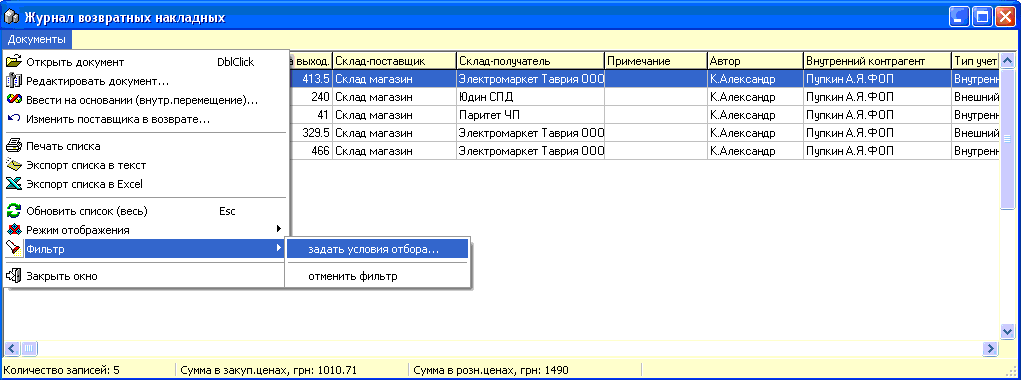 Журнал возвратных накладных
Документы
а выход. Склад-поставщик Склад-получатель Примечание Автор Внутренний контрагент Тип учет
Открыть документ DblClick 413.5 Склад магазин Электромаркет Таврия ООО К.Александр Пупкин А.Я.ФОП Внутренн
Редактировать документ... 240 Склад магазин Юдин СПД К.Александр Пупкин А.Я.ФОП Внешний
Ввести на основании (внутр.перемещение)... 41 Склад магазин Паритет ЧП К.Александр Пупкин А.Я.ФОП Внутренн
Изменить поставщика в возврате... 329.5 Склад магазин Электромаркет Таврия ООО К.Александр Пупкин А.Я.ФОП Внешний
Печать списка 466 Склад магазин Электромаркет Таврия ООО К.Александр Пупкин А.Я.ФОП Внутренн
Экспорт списка в текст
Экспорт списка в Excel
Обновить список (весь) Esc
Режим отображения
Фильтр задать условия отбора...
Закрыть окно отменить фильтр
Количество записей: 5 Сумма в закуп.ценах, грн: 1010.71 Сумма в розн.ценах, грн: 1490